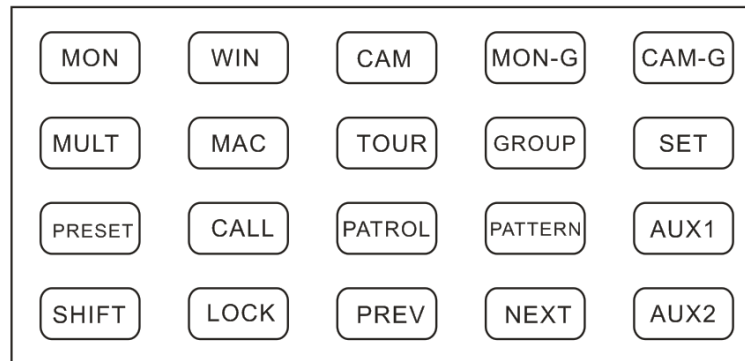 MON WIN CAM MON-G CAM-G
MULT MAC TOUR GROUP SET
PRESET CALL PATROL PATTERN AUX1
SHIFT LOCK PREV NEXT AUX2